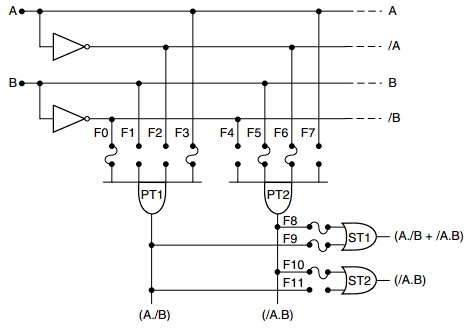 A A
/A
B B
/B
F0 F1 F2 F3 F4 F5 F6 F7
PT1 PT2
F8
ST1 (A./B + /A.B)
F9
F10
ST2 (/A.B)
F11
(A./B) (/A.B)